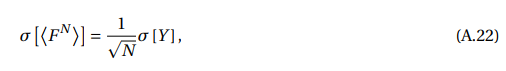 σ [⟨F^N⟩] = 1/√N σ [Y] , (A.22)